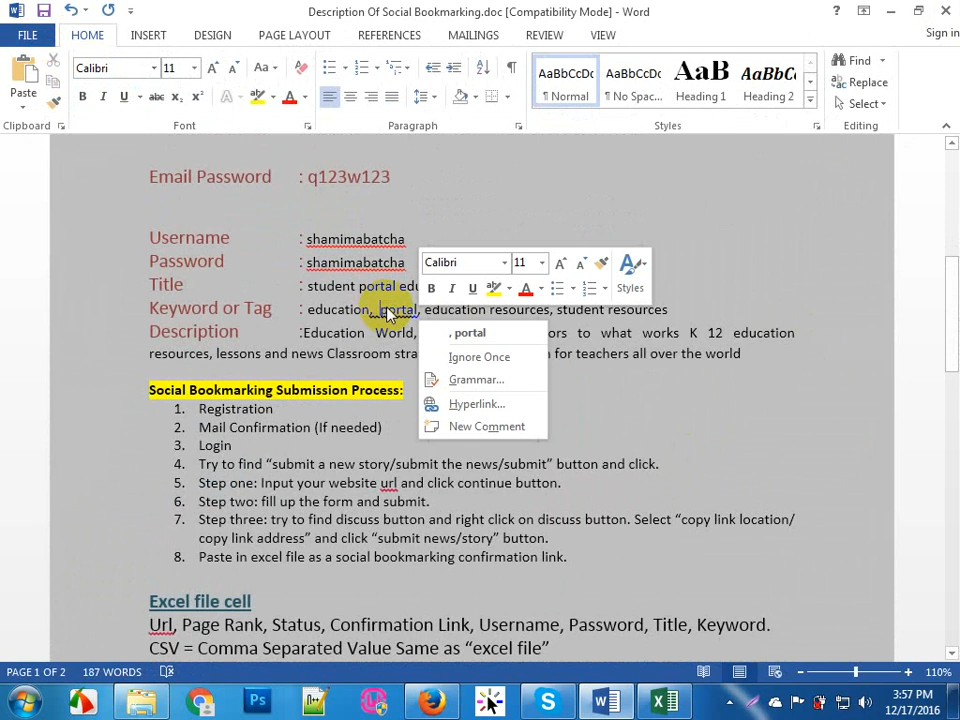 Description Of Social Bookmarking.doc [Compatibility Mode] - Word
?
Sign in
FILE
HOME
INSERT
DESIGN
PAGE LAYOUT
REFERENCES
MAILINGS
REVIEW
VIEW
Paste
Calibri
11
Aa
B I U abc x2 x2 A A
AaBbCcDc
AaBbCcDc
AaB
AaBbCc
¶ Normal
¶ No Spac...
Heading 1
Heading 2
Find
Replace
Select
Clipboard
Font
Paragraph
Styles
Editing
Email Password : q123w123
Username : shamimabatcha
Password : shamimabatcha
Title : student portal edu
Keyword or Tag : education, portal, education resources, student resources
Description :Education World, ors to what works K 12 education
resources, lessons and news Classroom stra n for teachers all over the world
Calibri
11
B I U A
Styles
, portal
Ignore Once
Grammar...
Hyperlink...
New Comment
Social Bookmarking Submission Process:
1. Registration
2. Mail Confirmation (If needed)
3. Login
4. Try to find “submit a new story/submit the news/submit” button and click.
5. Step one: Input your website url and click continue button.
6. Step two: fill up the form and submit.
7. Step three: try to find discuss button and right click on discuss button. Select “copy link location/
copy link address” and click “submit news/story” button.
8. Paste in excel file as a social bookmarking confirmation link.
Excel file cell
Url, Page Rank, Status, Confirmation Link, Username, Password, Title, Keyword.
CSV = Comma Separated Value Same as “excel file”
PAGE 1 OF 2
187 WORDS
110%
Ps
3:57 PM
12/17/2016